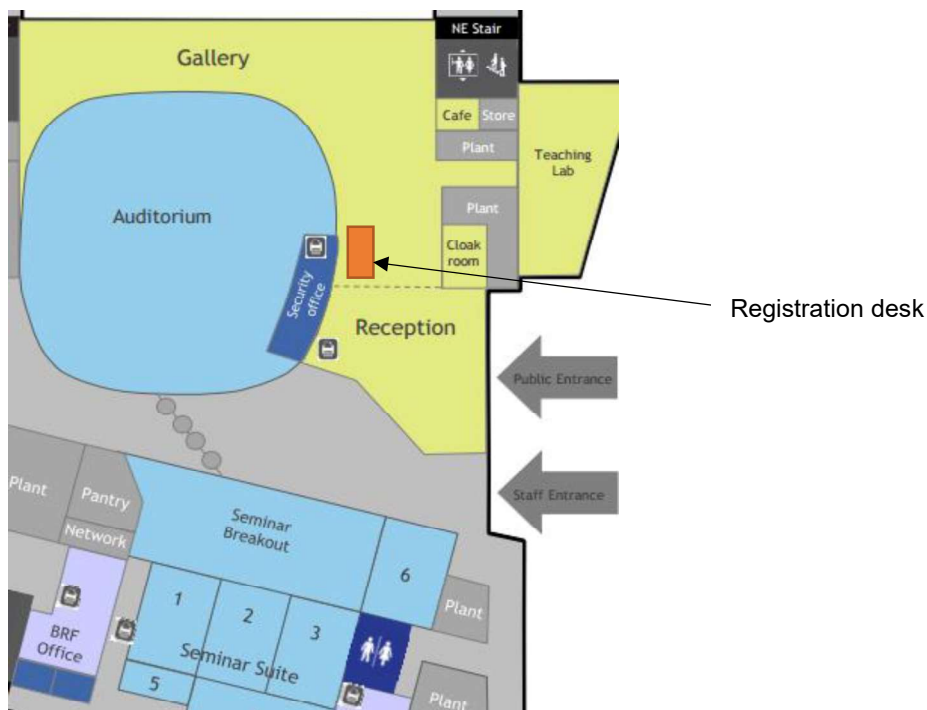 NE Stair
Gallery
Cafe
Store
Plant
Teaching
Lab
Auditorium
Plant
Cloak
room
Security
office
Registration desk
Reception
Public Entrance
Staff Entrance
Plant
Pantry
Network
Seminar
Breakout
6
1
2
3
Plant
BRF
Office
Seminar Suite
5
Plant